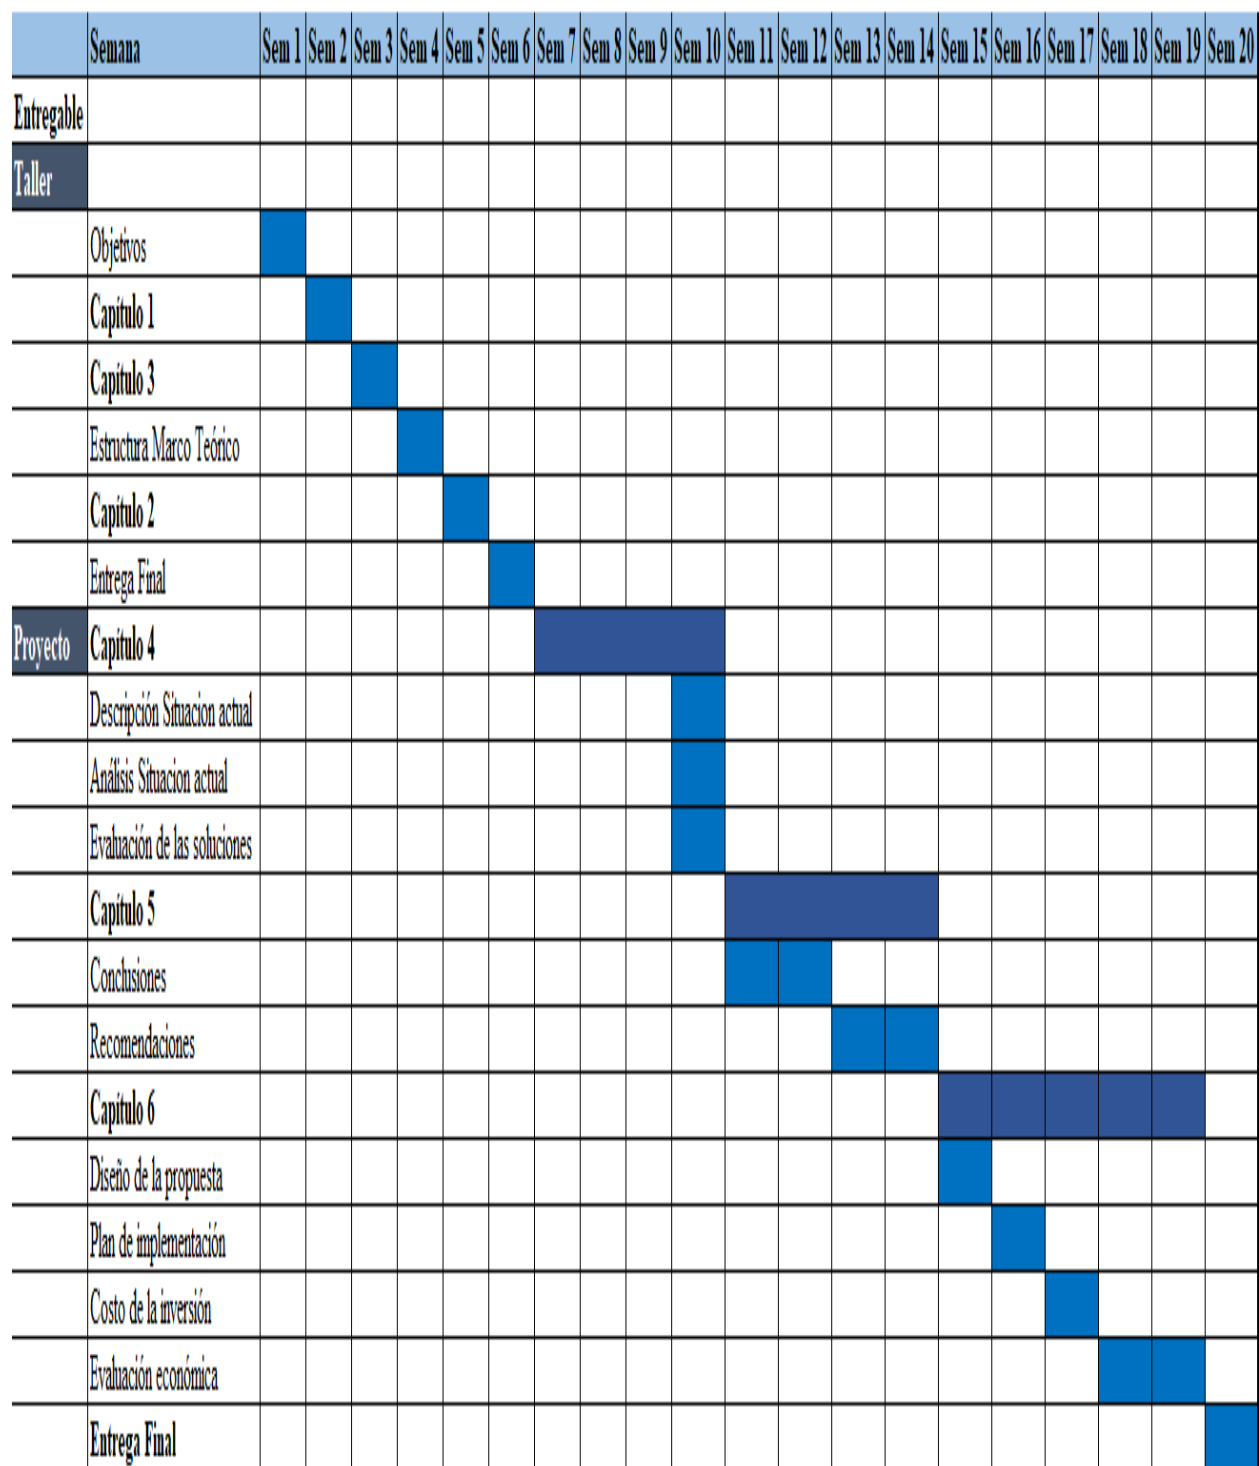 Semana Sem 1 Sem 2 Sem 3 Sem 4 Sem 5 Sem 6 Sem 7 Sem 8 Sem 9 Sem 10 Sem 11 Sem 12 Sem 13 Sem 14 Sem 15 Sem 16 Sem 17 Sem 18 Sem 19 Sem 20
Entregable
Taller
Objetivos
Capítulo 1
Capítulo 3
Estructura Marco Teórico
Capítulo 2
Entrega Final
Proyecto Capítulo 4
Descripción Situacion actual
Análisis Situacion actual
Evaluación de las soluciones
Capítulo 5
Conclusiones
Recomendaciones
Capítulo 6
Diseño de la propuesta
Plan de implementación
Costo de la inversión
Evaluación económica
Entrega Final